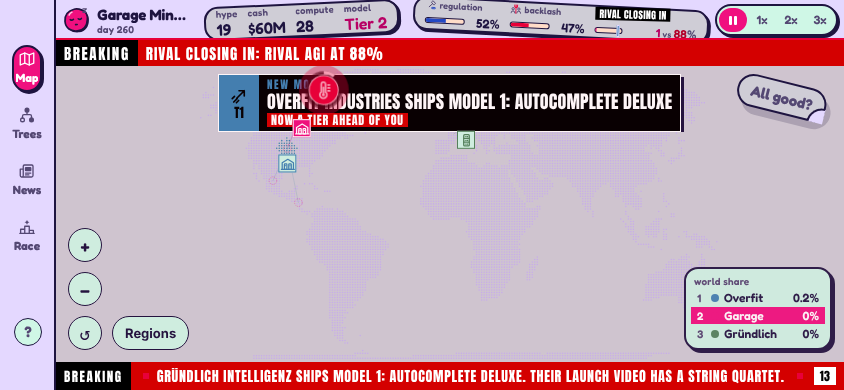 Garage Min...
day 260
hype
19
cash
$60M
compute
28
model
Tier 2
regulation
52%
backlash
47%
RIVAL CLOSING IN
1 vs 88%
1x
2x
3x
BREAKING
RIVAL CLOSING IN: RIVAL AGI AT 88%
Map
Trees
News
Race
?
T1
NEW MO
OVERFIT INDUSTRIES SHIPS MODEL 1: AUTOCOMPLETE DELUXE
NOW A TIER AHEAD OF YOU
All good?
+
−
↺
Regions
world share
1 Overfit 0.2%
2 Garage 0%
3 Gründlich 0%
BREAKING
GRÜNDLICH INTELLIGENZ SHIPS MODEL 1: AUTOCOMPLETE DELUXE. THEIR LAUNCH VIDEO HAS A STRING QUARTET.
13